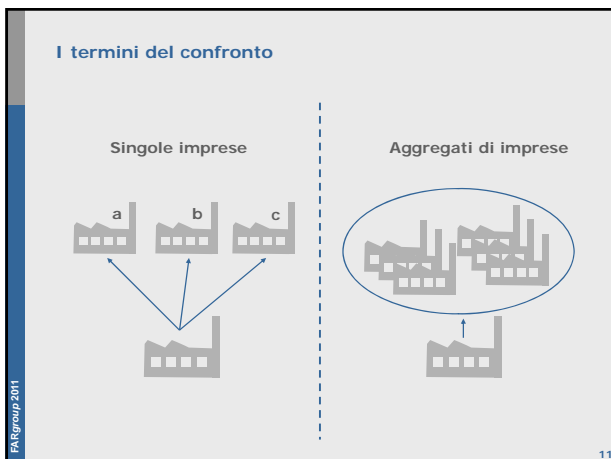 I termini del confronto
Singole imprese
Aggregati di imprese
a
b
c
FARgroup 2011
11